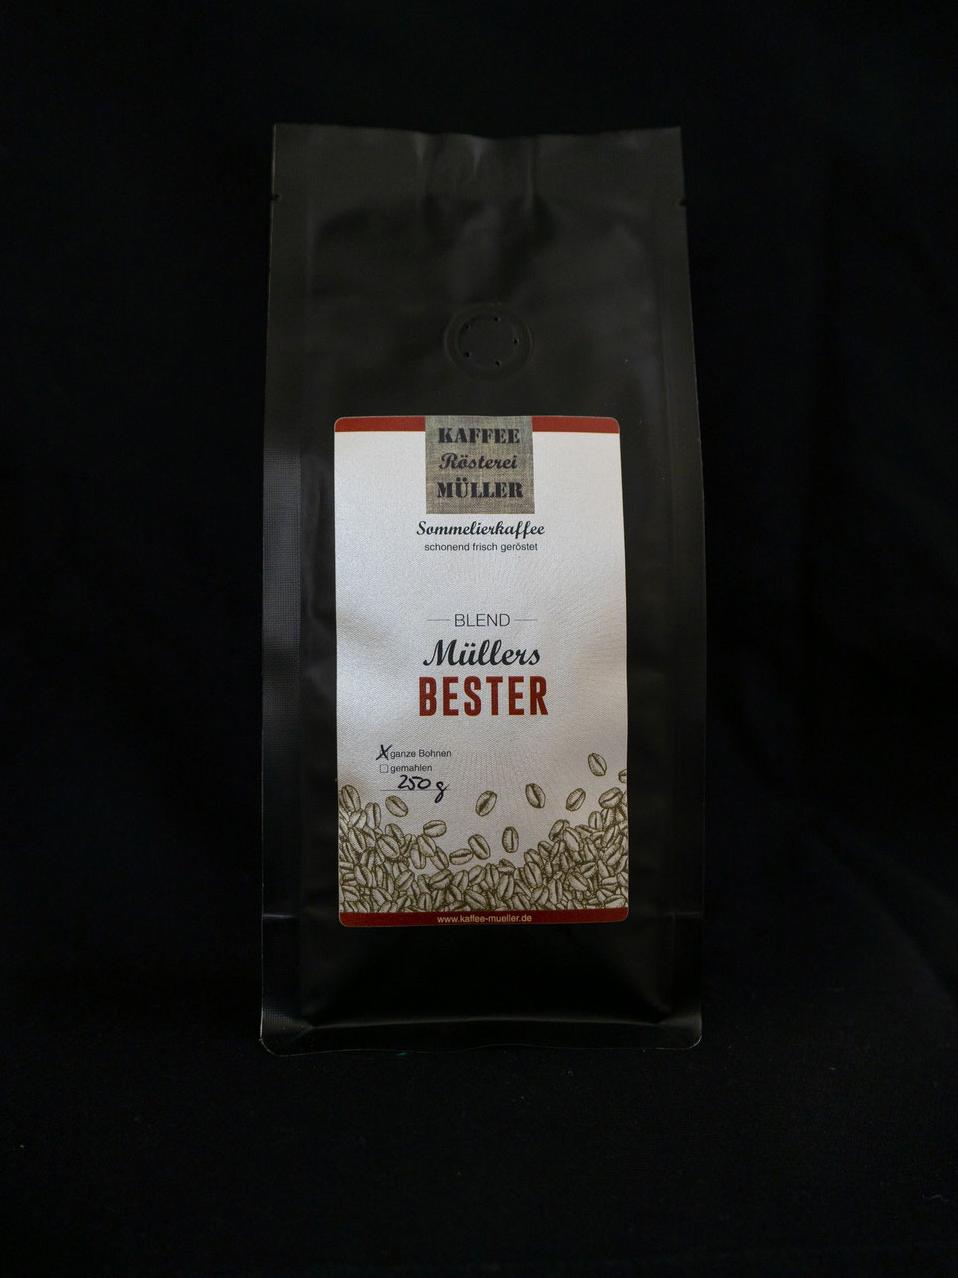 KAFFEE
Rösterei
MÜLLER
Sommelierkaffee
schonend frisch geröstet
BLEND
Müllers
BESTER
ganze Bohnen
gemahlen
250 g
www.kaffee-mueller.de